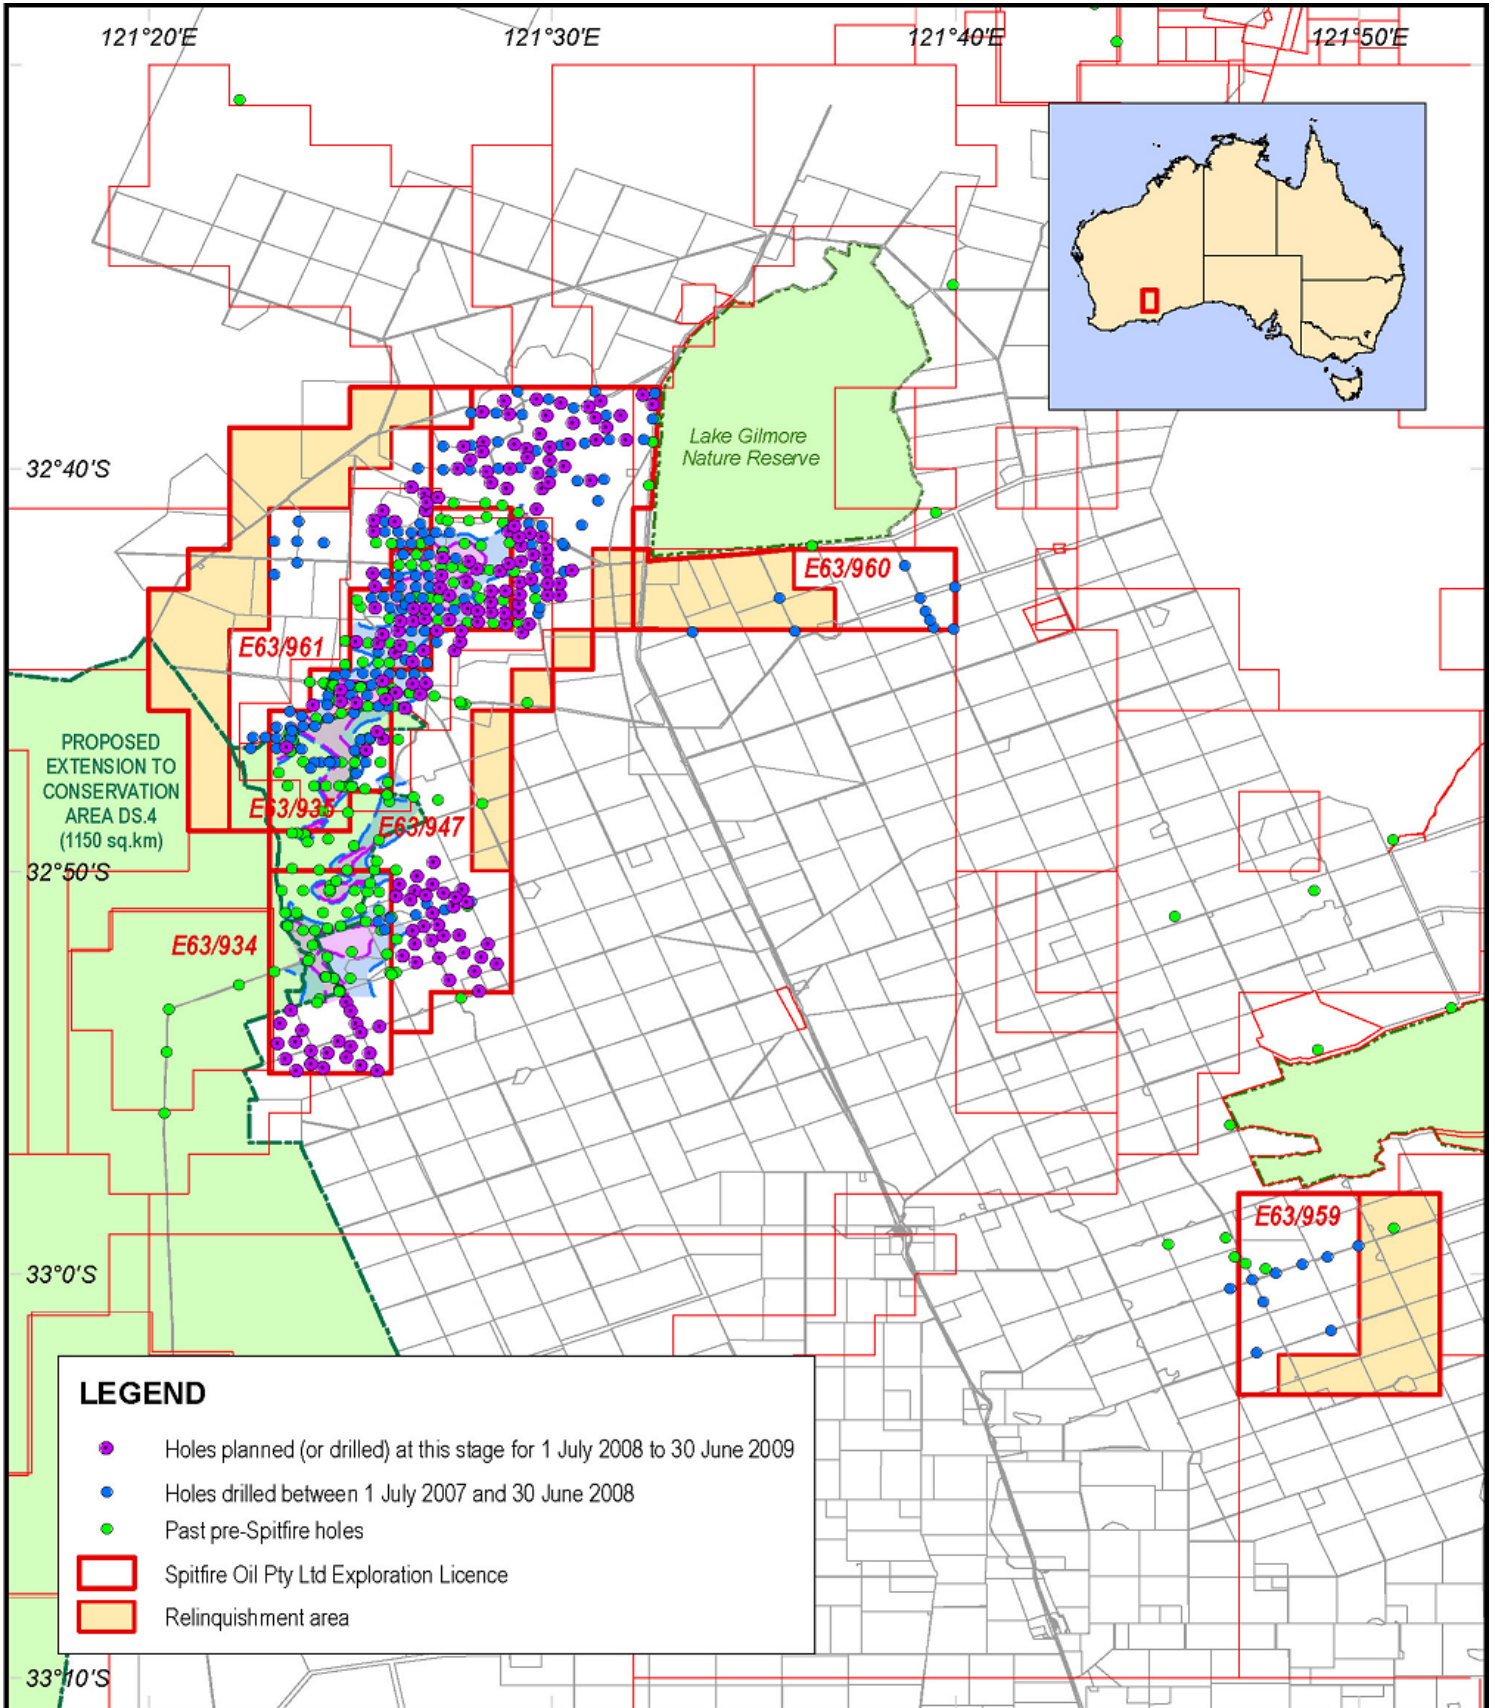 121°20'E
121°30'E
121°40'E
121°50'E
Lake Gilmore
Nature Reserve
32°40'S
E63/960
E63/961
PROPOSED
EXTENSION TO
CONSERVATION
AREA DS.4
(1150 sq.km)
E63/935
E63/947
32°50'S
E63/934
E63/959
33°0'S
LEGEND
Holes planned (or drilled) at this stage for 1 July 2008 to 30 June 2009
Holes drilled between 1 July 2007 and 30 June 2008
Past pre-Spitfire holes
Spitfire Oil Pty Ltd Exploration Licence
Relinquishment area
33°10'S